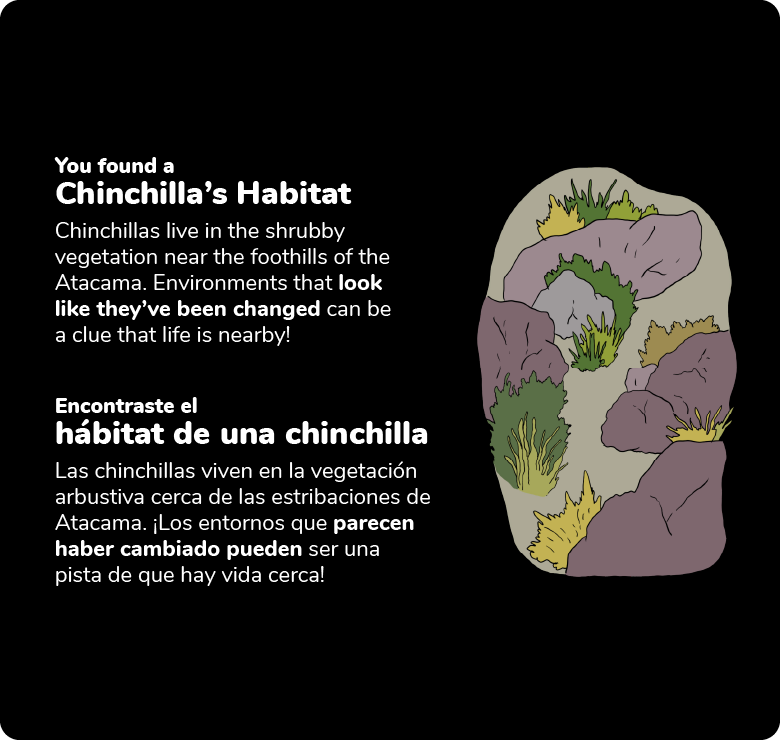 You found a
Chinchilla’s Habitat
Chinchillas live in the shrubby
vegetation near the foothills of the
Atacama. Environments that look
like they’ve been changed can be
a clue that life is nearby!
Encontraste el
hábitat de una chinchilla
Las chinchillas viven en la vegetación
arbustiva cerca de las estribaciones de
Atacama. ¡Los entornos que parecen
haber cambiado pueden ser una
pista de que hay vida cerca!